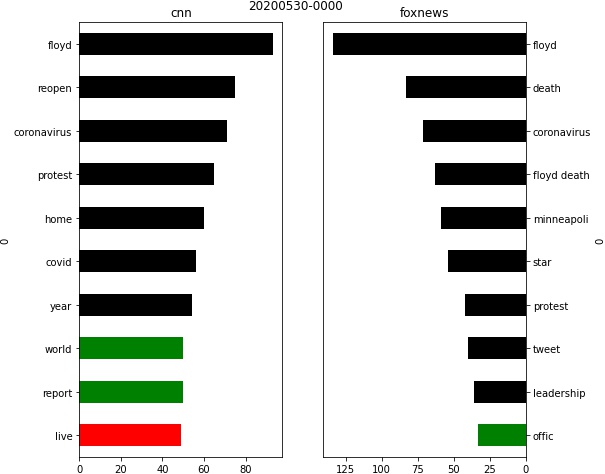 20200530-0000
cnn
foxnews
floyd
reopen
coronavirus
protest
home
covid
year
world
report
live
0 20 40 60 80
0
floyd
death
coronavirus
floyd death
minneapoli
star
protest
tweet
leadership
offic
125 100 75 50 25 0
0